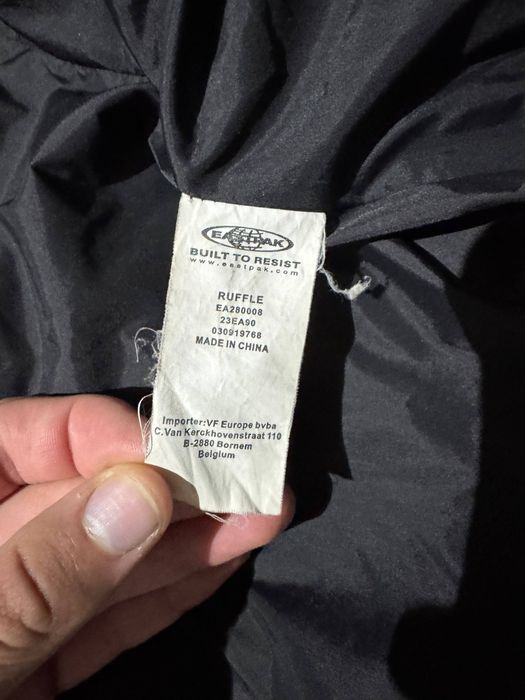 EASTPAK
BUILT TO RESIST
www.eastpak.com
RUFFLE
EA280008
23EA90
030919768
MADE IN CHINA
Importer:VF Europe bvba
C.Van Kerckhovenstraat 110
B-2880 Bornem
Belgium